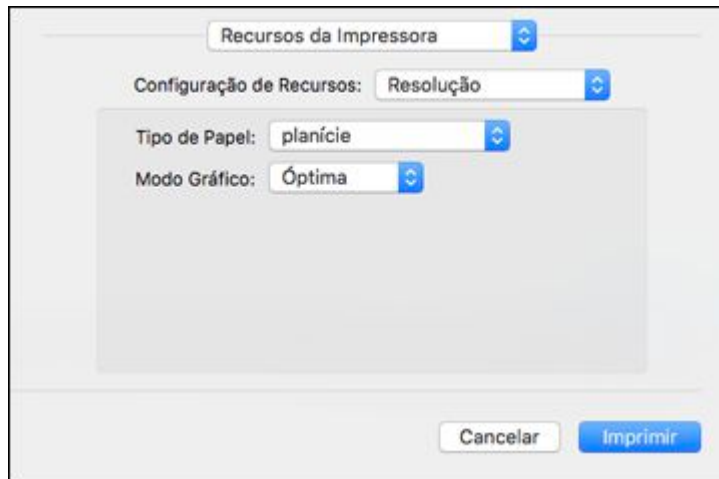 Recursos da Impressora
Configuração de Recursos: Resolução
Tipo de Papel: planície
Modo Gráfico: Óptima
Cancelar Imprimir